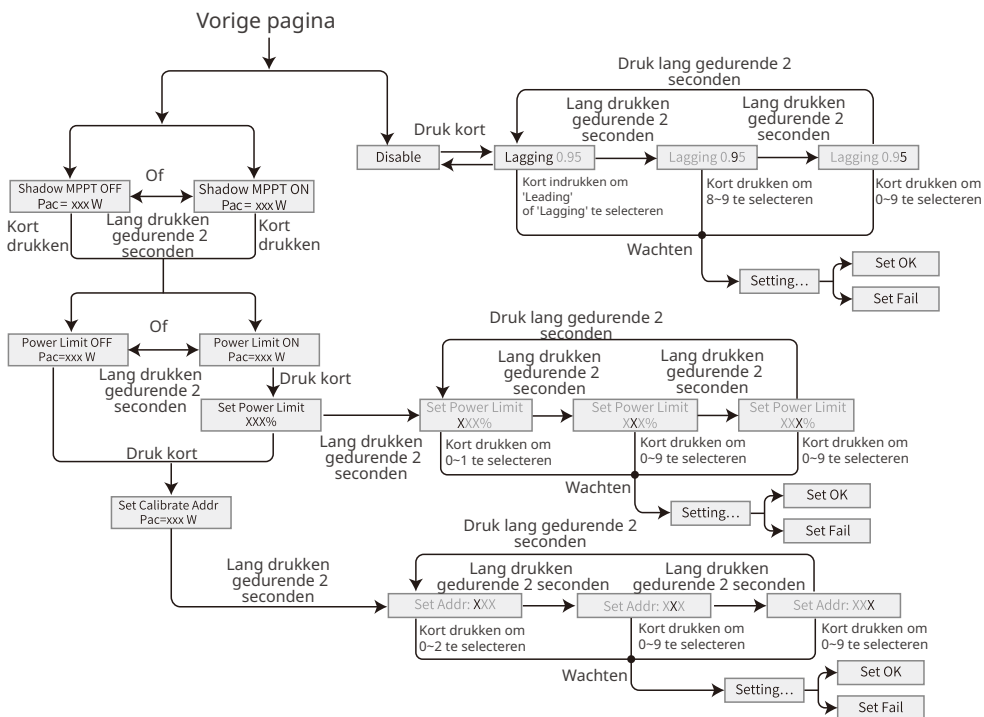 Vorige pagina
Druk lang gedurende 2
seconden
Lang drukken
gedurende 2
seconden
Lang drukken
gedurende 2
seconden
Druk kort
Disable
Lagging 0.95
Lagging 0.95
Lagging 0.95
Kort indrukken om
'Leading'
of 'Lagging' te selecteren
Kort drukken om
8~9 te selecteren
Kort drukken om
0~9 te selecteren
Wachten
Setting...
Set OK
Set Fail
Shadow MPPT OFF
Pac= xxx W
Of
Shadow MPPT ON
Pac= xxx W
Kort
drukken
Lang drukken
gedurende 2
seconden
Kort
drukken
Power Limit OFF
Pac=xxx W
Of
Power Limit ON
Pac=xxx W
Lang drukken
gedurende 2
seconden
Druk kort
Set Power Limit
XXX%
Lang drukken
gedurende 2
seconden
Druk lang gedurende 2
seconden
Lang drukken
gedurende 2
seconden
Lang drukken
gedurende 2
seconden
Set Power Limit
XXX%
Set Power Limit
XXX%
Set Power Limit
XXX%
Kort drukken om
0~1 te selecteren
Kort drukken om
0~9 te selecteren
Kort drukken om
0~9 te selecteren
Wachten
Setting...
Set OK
Set Fail
Druk kort
Set Calibrate Addr
Pac=xxx W
Lang drukken
gedurende 2
seconden
Druk lang gedurende 2
seconden
Lang drukken
gedurende 2 seconden
Lang drukken
gedurende 2 seconden
Set Addr: XXX
Set Addr: XXX
Set Addr: XXX
Kort drukken om
0~2 te selecteren
Kort drukken om
0~9 te selecteren
Kort drukken om
0~9 te selecteren
Wachten
Setting...
Set OK
Set Fail